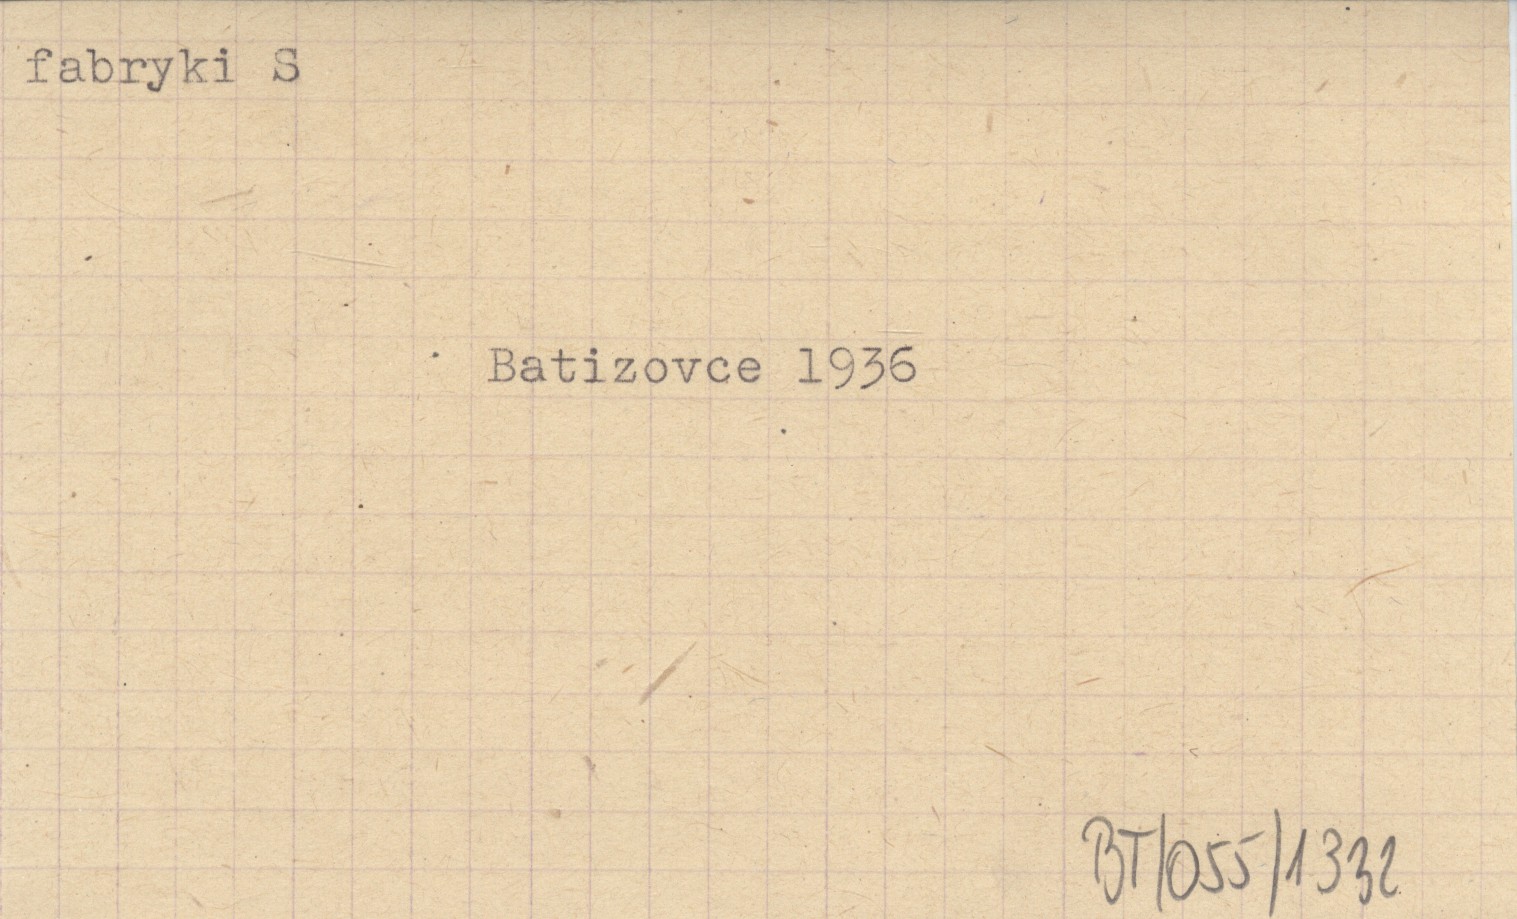 fabryki S
Batizovce 1936
BT/055/1332